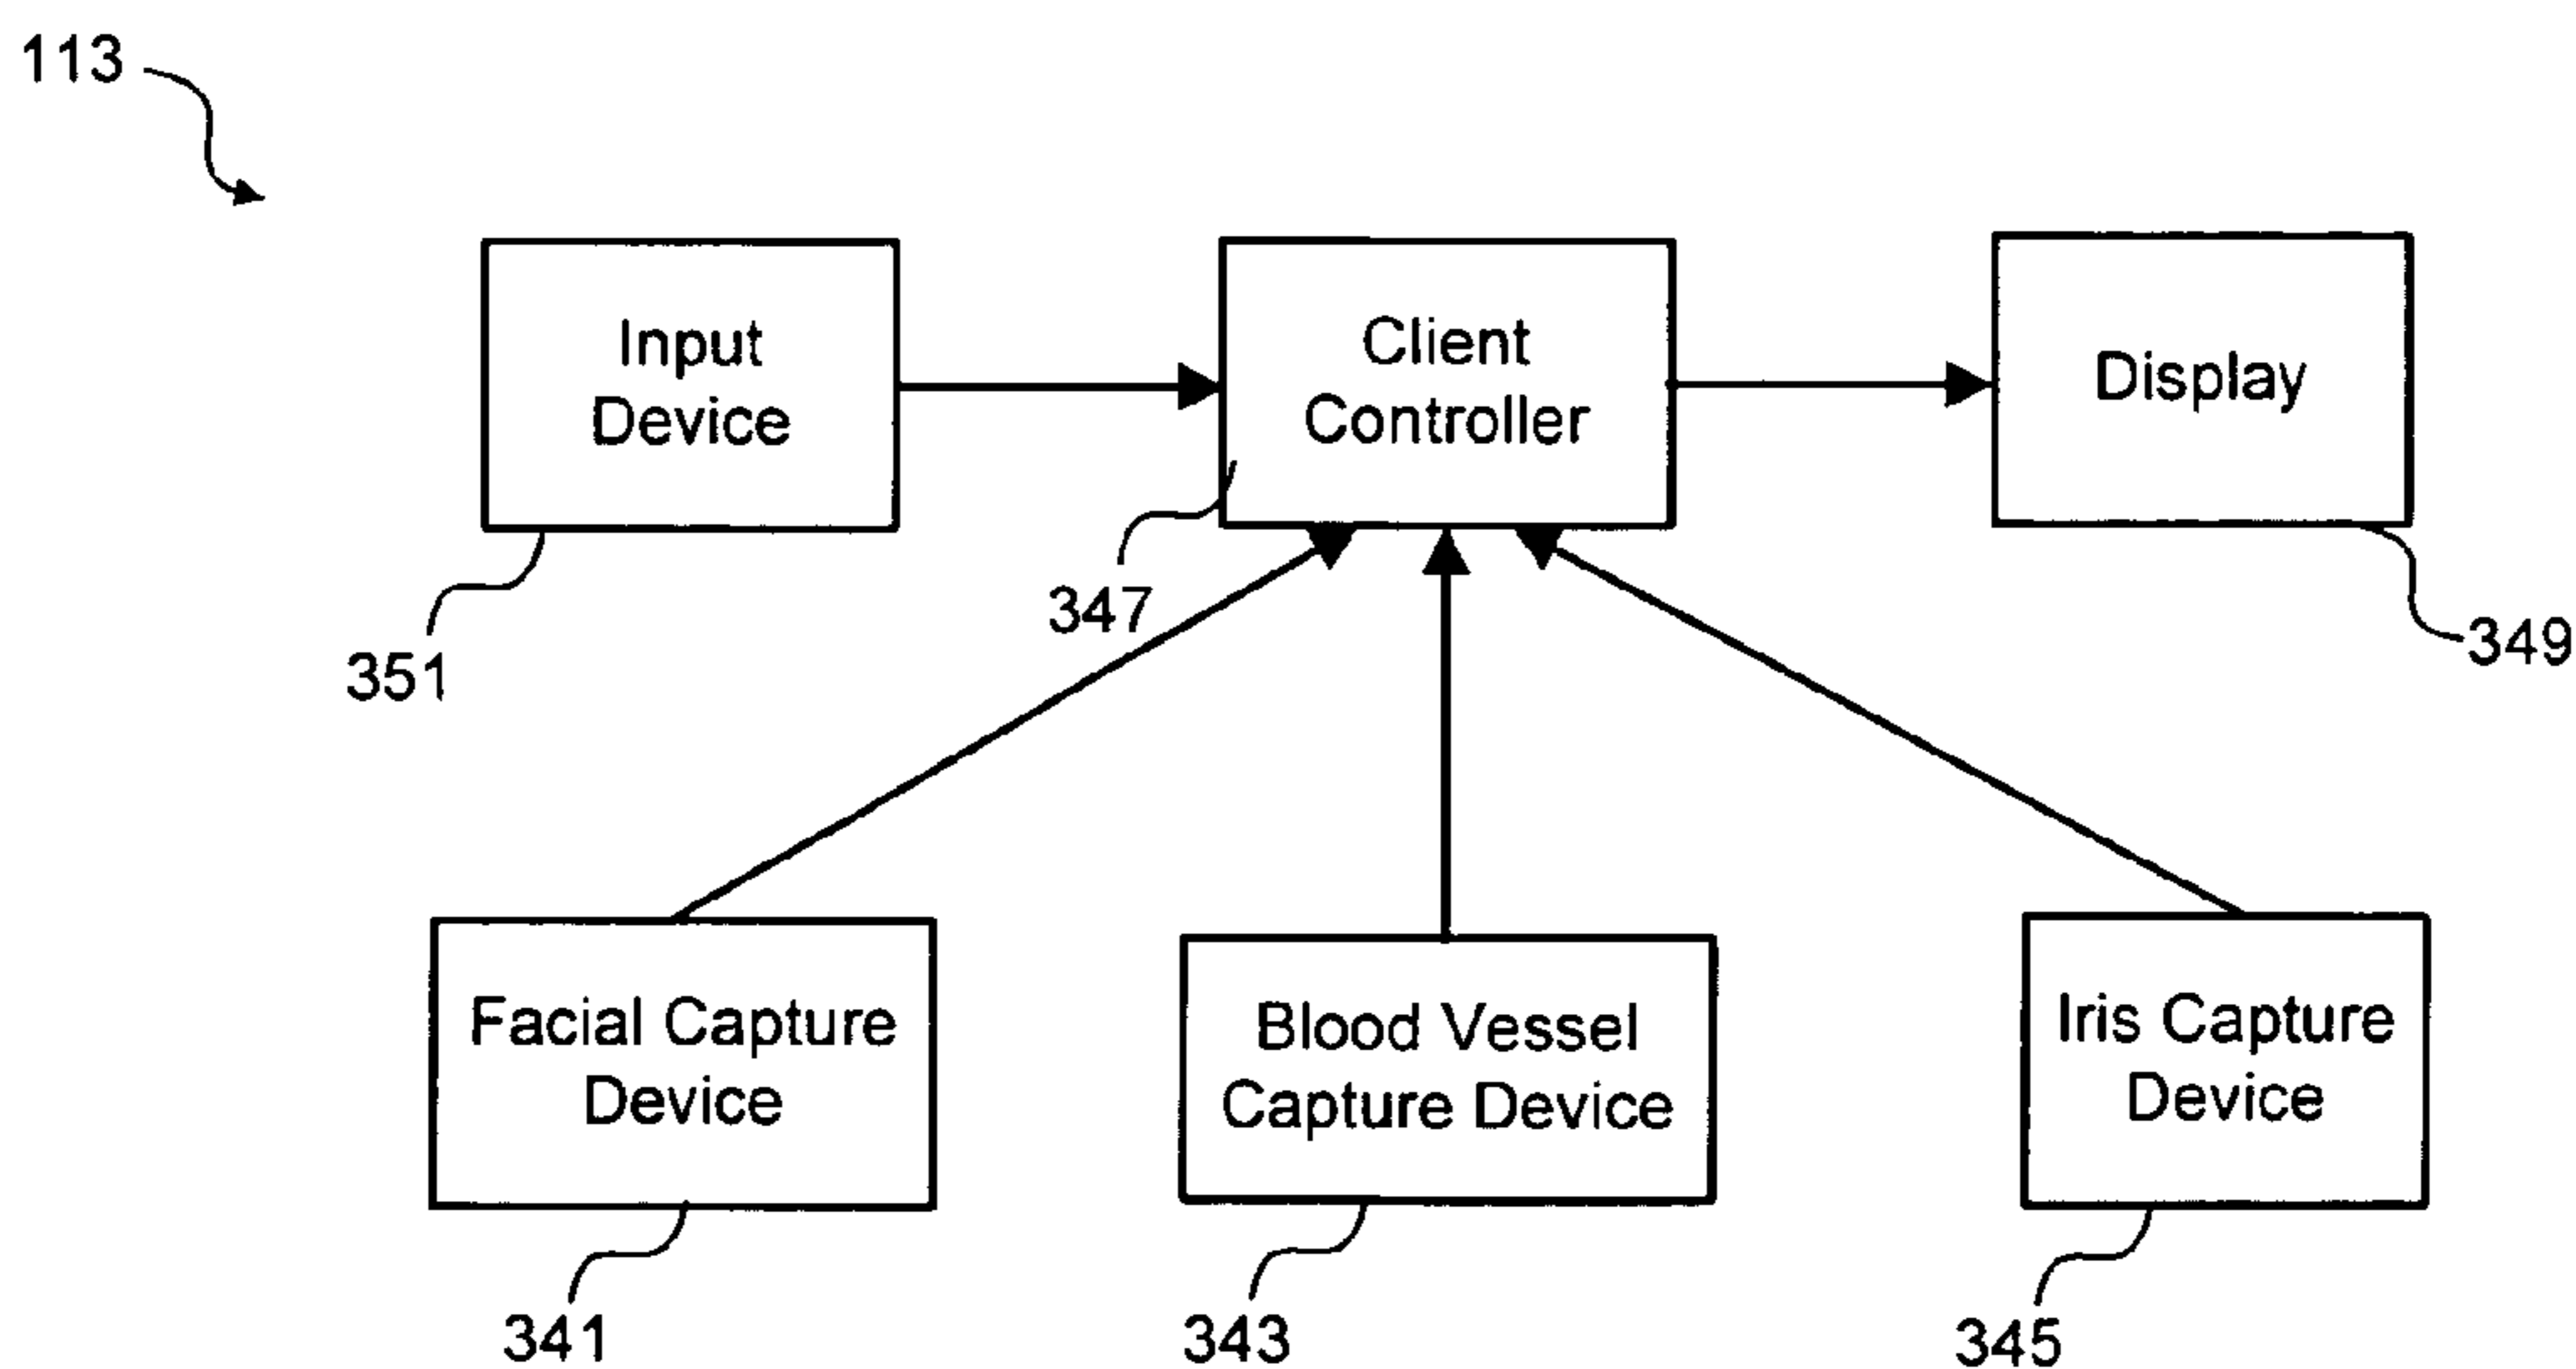 113
Input
Device
Client
Controller
Display
351
347
349
Facial Capture
Device
Blood Vessel
Capture Device
Iris Capture
Device
341
343
345